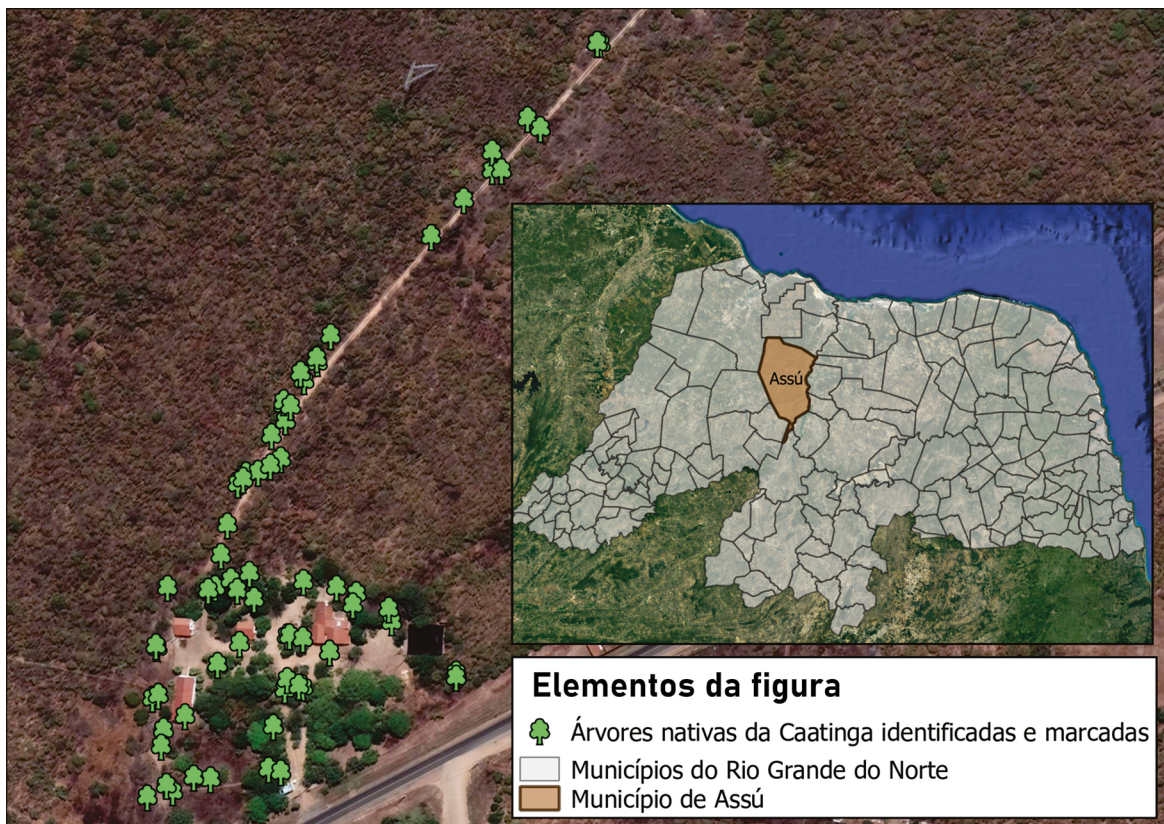 Assú
Elementos da figura
Árvores nativas da Caatinga identificadas e marcadas
Municípios do Rio Grande do Norte
Município de Assú